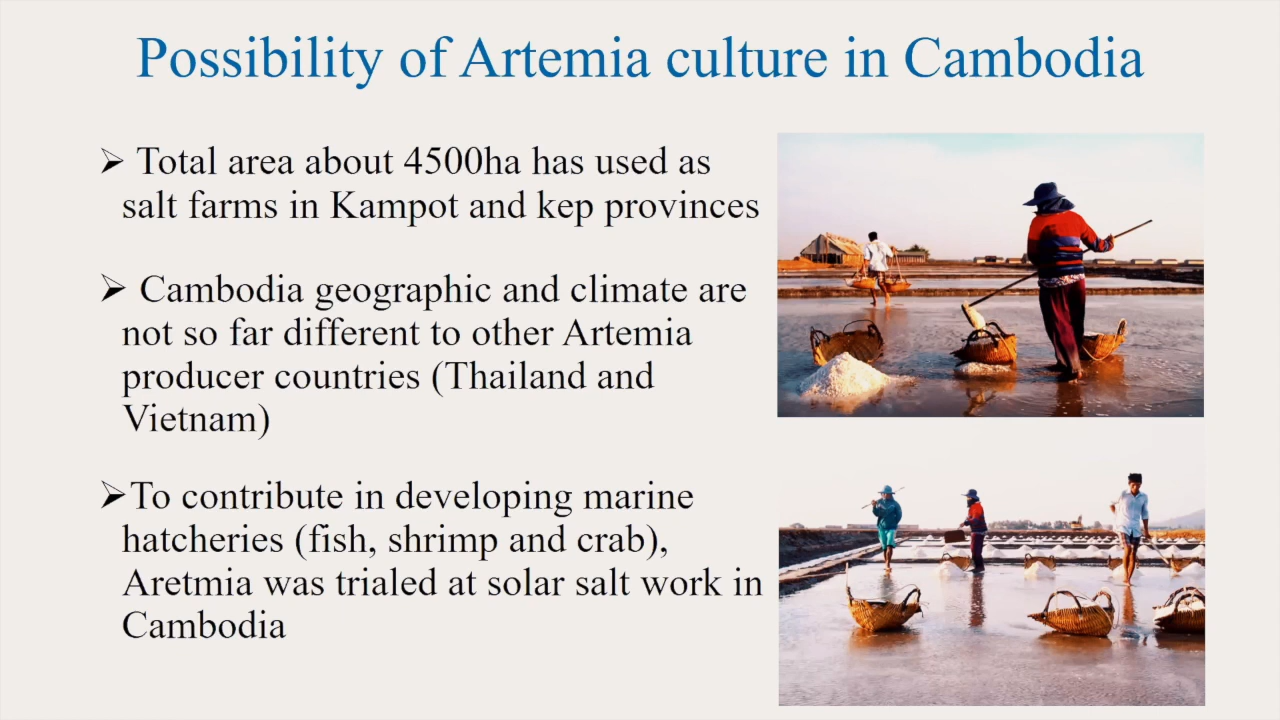 Possibility of Artemia culture in Cambodia
➢ Total area about 4500ha has used as
salt farms in Kampot and kep provinces
➢ Cambodia geographic and climate are
not so far different to other Artemia
producer countries (Thailand and
Vietnam)
➢To contribute in developing marine
hatcheries (fish, shrimp and crab),
Aretmia was trialed at solar salt work in
Cambodia